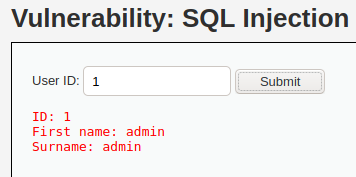 Vulnerability: SQL Injection
User ID: 1 Submit
ID: 1
First name: admin
Surname: admin